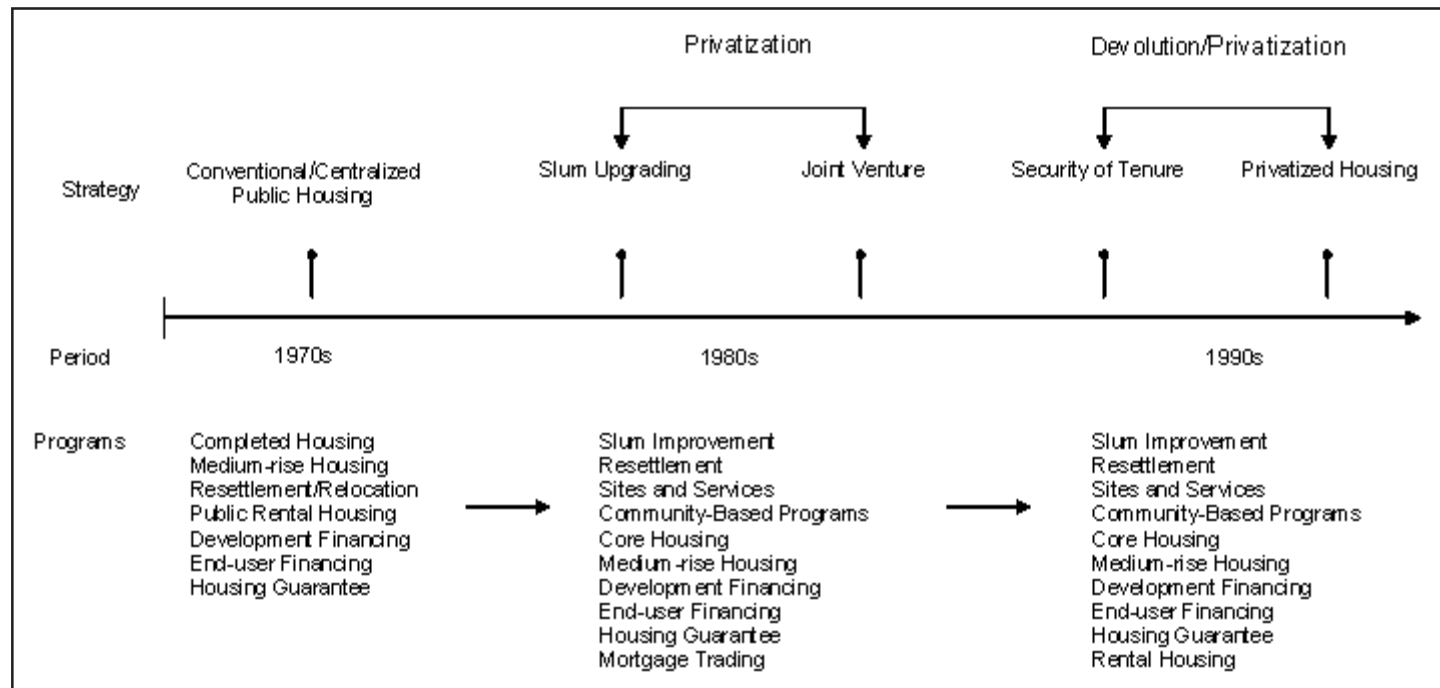 Privatization
Devolution/Privatization
Strategy
Conventional/Centralized
Public Housing
Slum Upgrading
Joint Venture
Security of Tenure
Privatized Housing
Period
1970s
1980s
1990s
Programs
Completed Housing
Medium-rise Housing
Resettlement/Relocation
Public Rental Housing
Development Financing
End-user Financing
Housing Guarantee
Slum Improvement
Resettlement
Sites and Services
Community-Based Programs
Core Housing
Medium-rise Housing
Development Financing
End-user Financing
Housing Guarantee
Mortgage Trading
Slum Improvement
Resettlement
Sites and Services
Community-Based Programs
Core Housing
Medium-rise Housing
Development Financing
End-user Financing
Housing Guarantee
Rental Housing